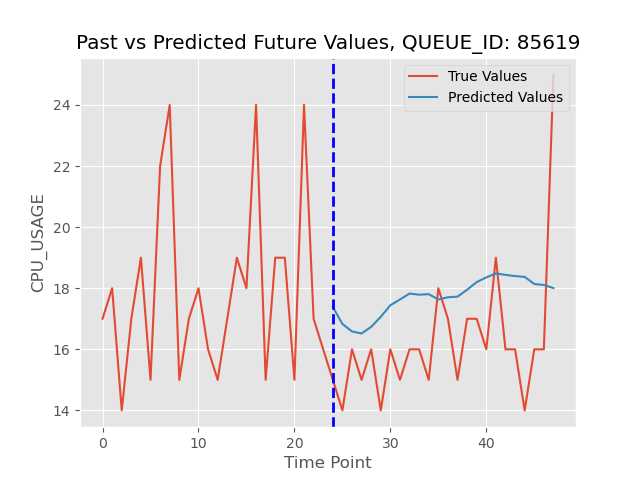 Past vs Predicted Future Values, QUEUE_ID: 85619
True Values
Predicted Values
24
22
20
18
16
14
CPU_USAGE
0 10 20 30 40
Time Point